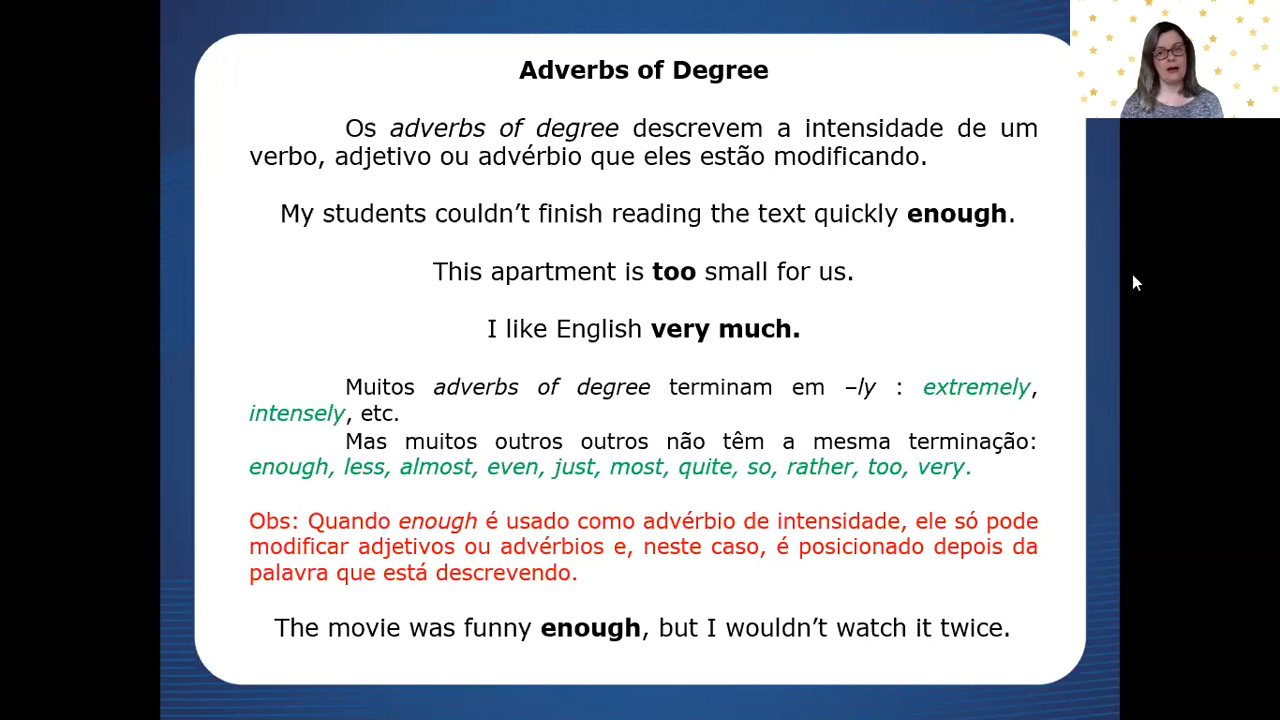 Adverbs of Degree
Os adverbs of degree descrevem a intensidade de um
verbo, adjetivo ou advérbio que eles estão modificando.
My students couldn’t finish reading the text quickly enough.
This apartment is too small for us.
I like English very much.
Muitos adverbs of degree terminam em –ly : extremely,
intensely, etc.
Mas muitos outros outros não têm a mesma terminação:
enough, less, almost, even, just, most, quite, so, rather, too, very.
Obs: Quando enough é usado como advérbio de intensidade, ele só pode
modificar adjetivos ou advérbios e, neste caso, é posicionado depois da
palavra que está descrevendo.
The movie was funny enough, but I wouldn’t watch it twice.